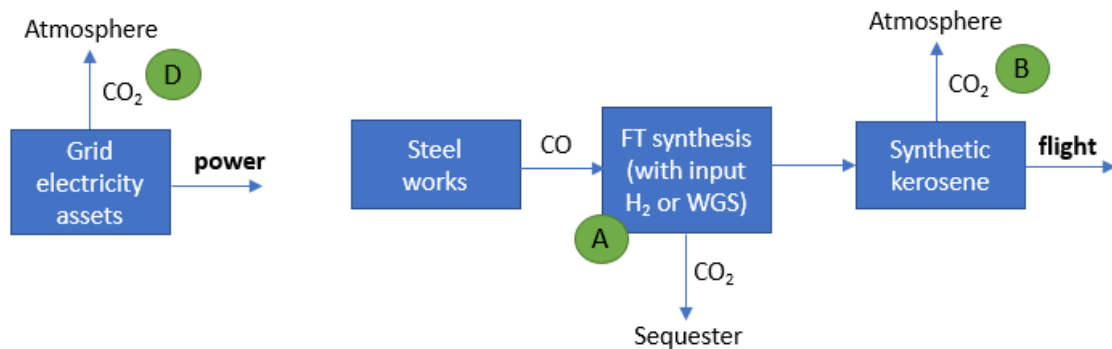 Atmosphere
CO₂
D
Grid
electricity
assets
power
Steel
works
CO
FT synthesis
(with input
H₂ or WGS)
A
CO₂
Sequester
Atmosphere
CO₂
B
Synthetic
kerosene
flight